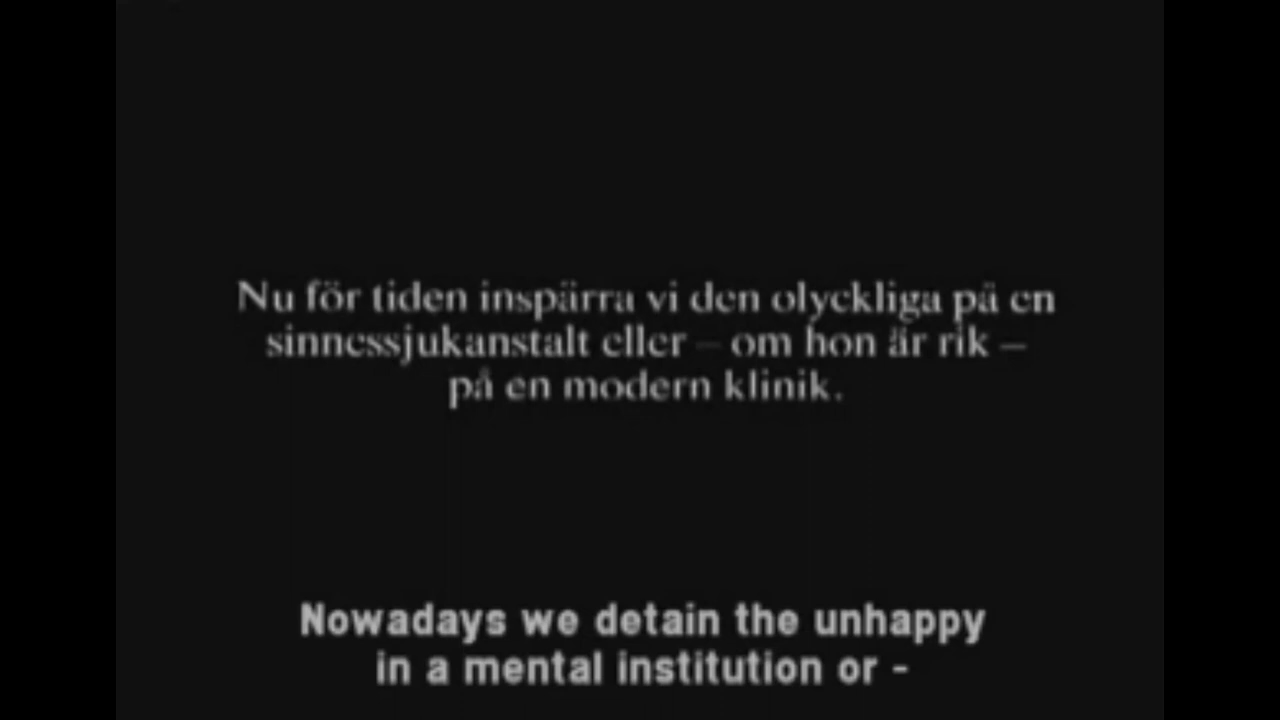 Nu för tiden inspärra vi den olyckliga på en
sinnessjukanstalt eller – om hon är rik –
på en modern klinik.
Nowadays we detain the unhappy
in a mental institution or -